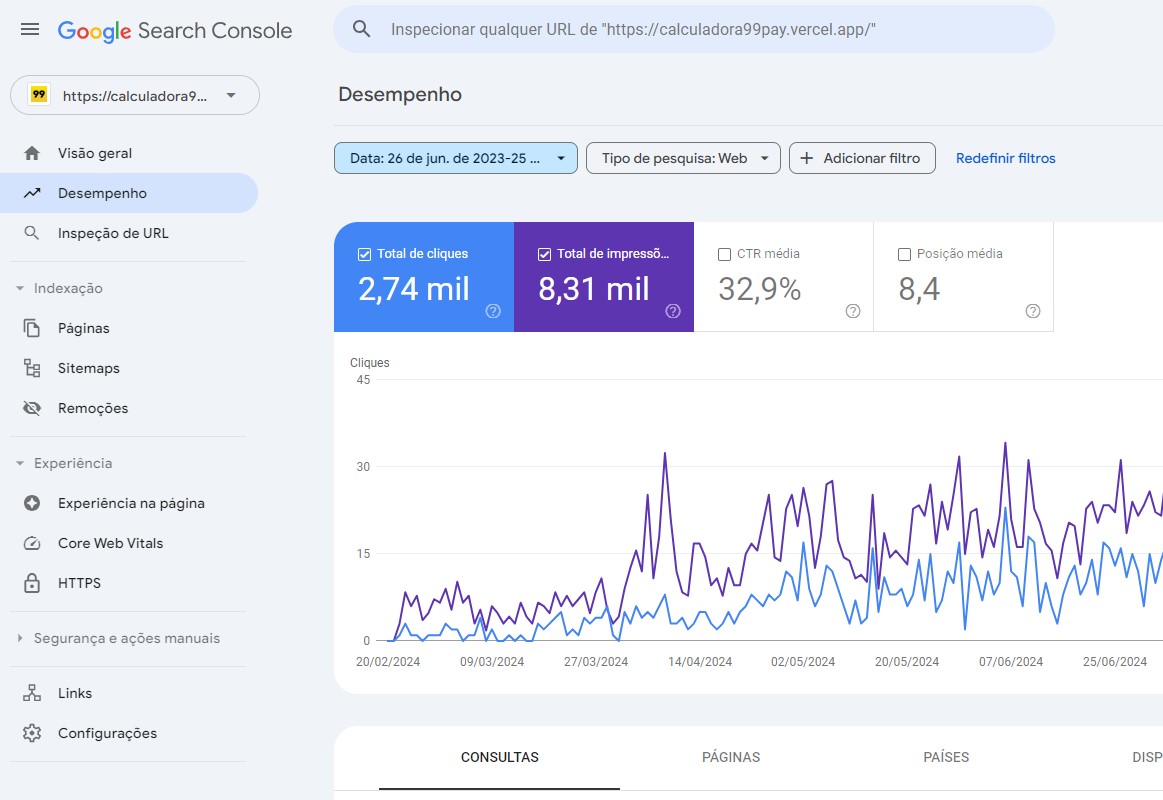 Google Search Console
Inspecionar qualquer URL de "https://calculadora99pay.vercel.app/"
99 https://calculadora9...
Visão geral
Desempenho
Inspeção de URL
Indexação
Páginas
Sitemaps
Remoções
Experiência
Experiência na página
Core Web Vitals
HTTPS
Segurança e ações manuais
Links
Configurações
Desempenho
Data: 26 de jun. de 2023-25 ...
Tipo de pesquisa: Web
Adicionar filtro
Redefinir filtros
Total de cliques
2,74 mil
Total de impressõ...
8,31 mil
CTR média
32,9%
Posição média
8,4
Cliques
45
30
15
0
20/02/2024 09/03/2024 27/03/2024 14/04/2024 02/05/2024 20/05/2024 07/06/2024 25/06/2024
CONSULTAS PÁGINAS PAÍSES DISP